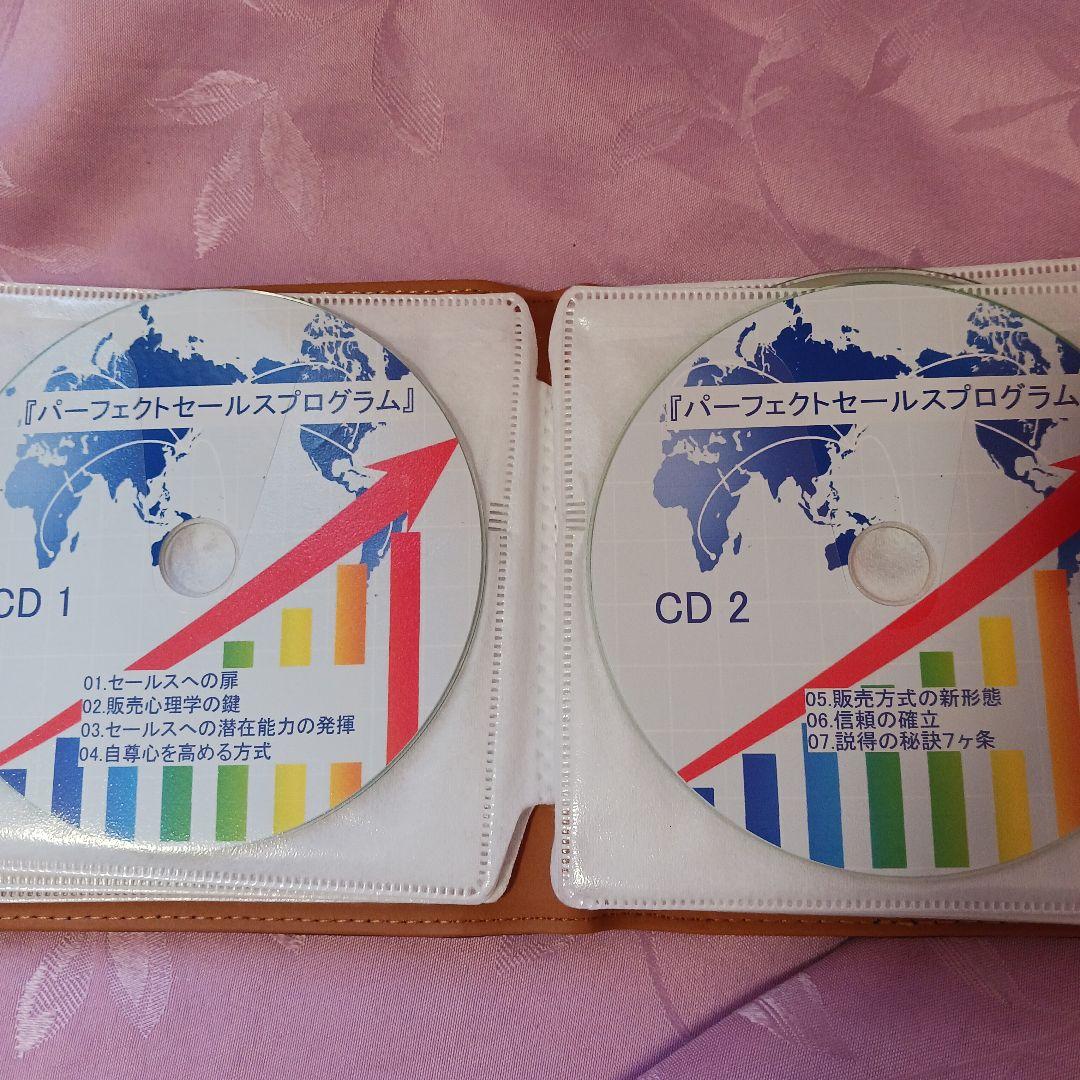 『パーフェクトセールスプログラム』
CD 1
01.セールスへの扉
02.販売心理学の鍵
03.セールスへの潜在能力の発揮
04.自尊心を高める方式
『パーフェクトセールスプログラム
CD 2
05.販売方式の新形態
06.信頼の確立
07.説得の秘訣7ヶ条